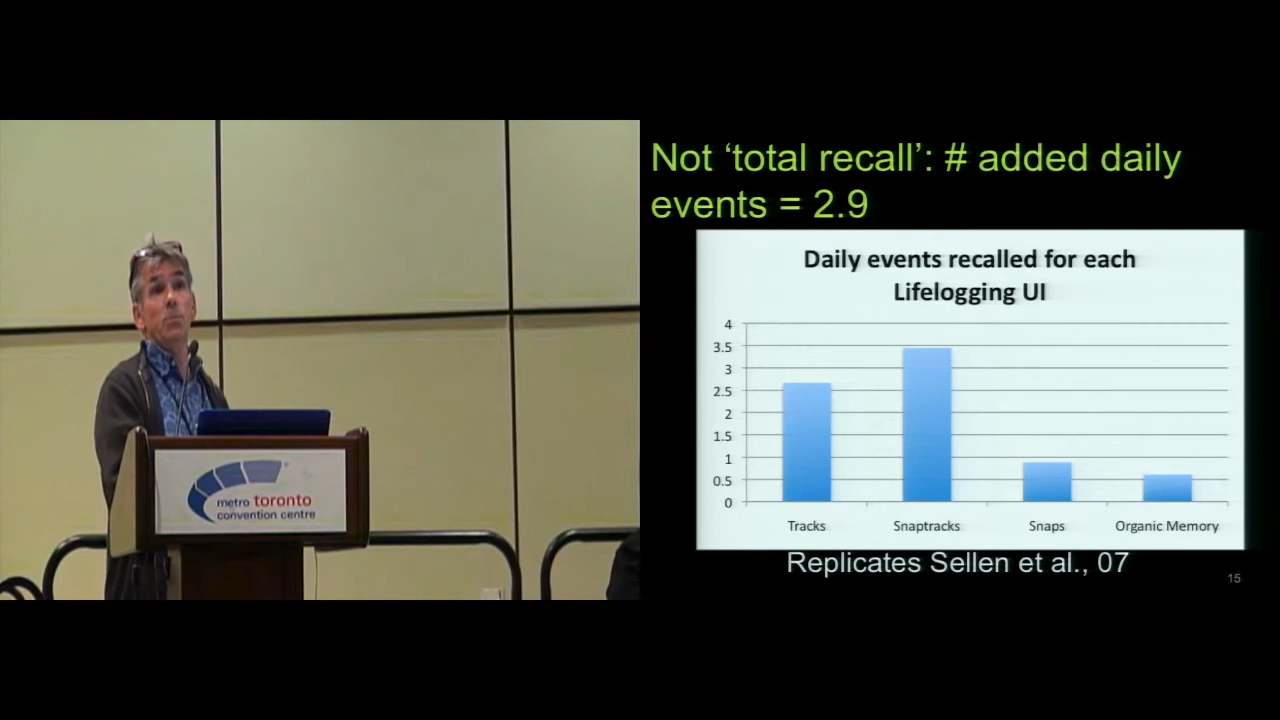 Not ‘total recall’: # added daily
events = 2.9
Daily events recalled for each
Lifelogging UI
4
3.5
3
2.5
2
1.5
1
0.5
0
Tracks Snaptracks Snaps Organic Memory
Replicates Sellen et al., 07
15
metro toronto
convention centre